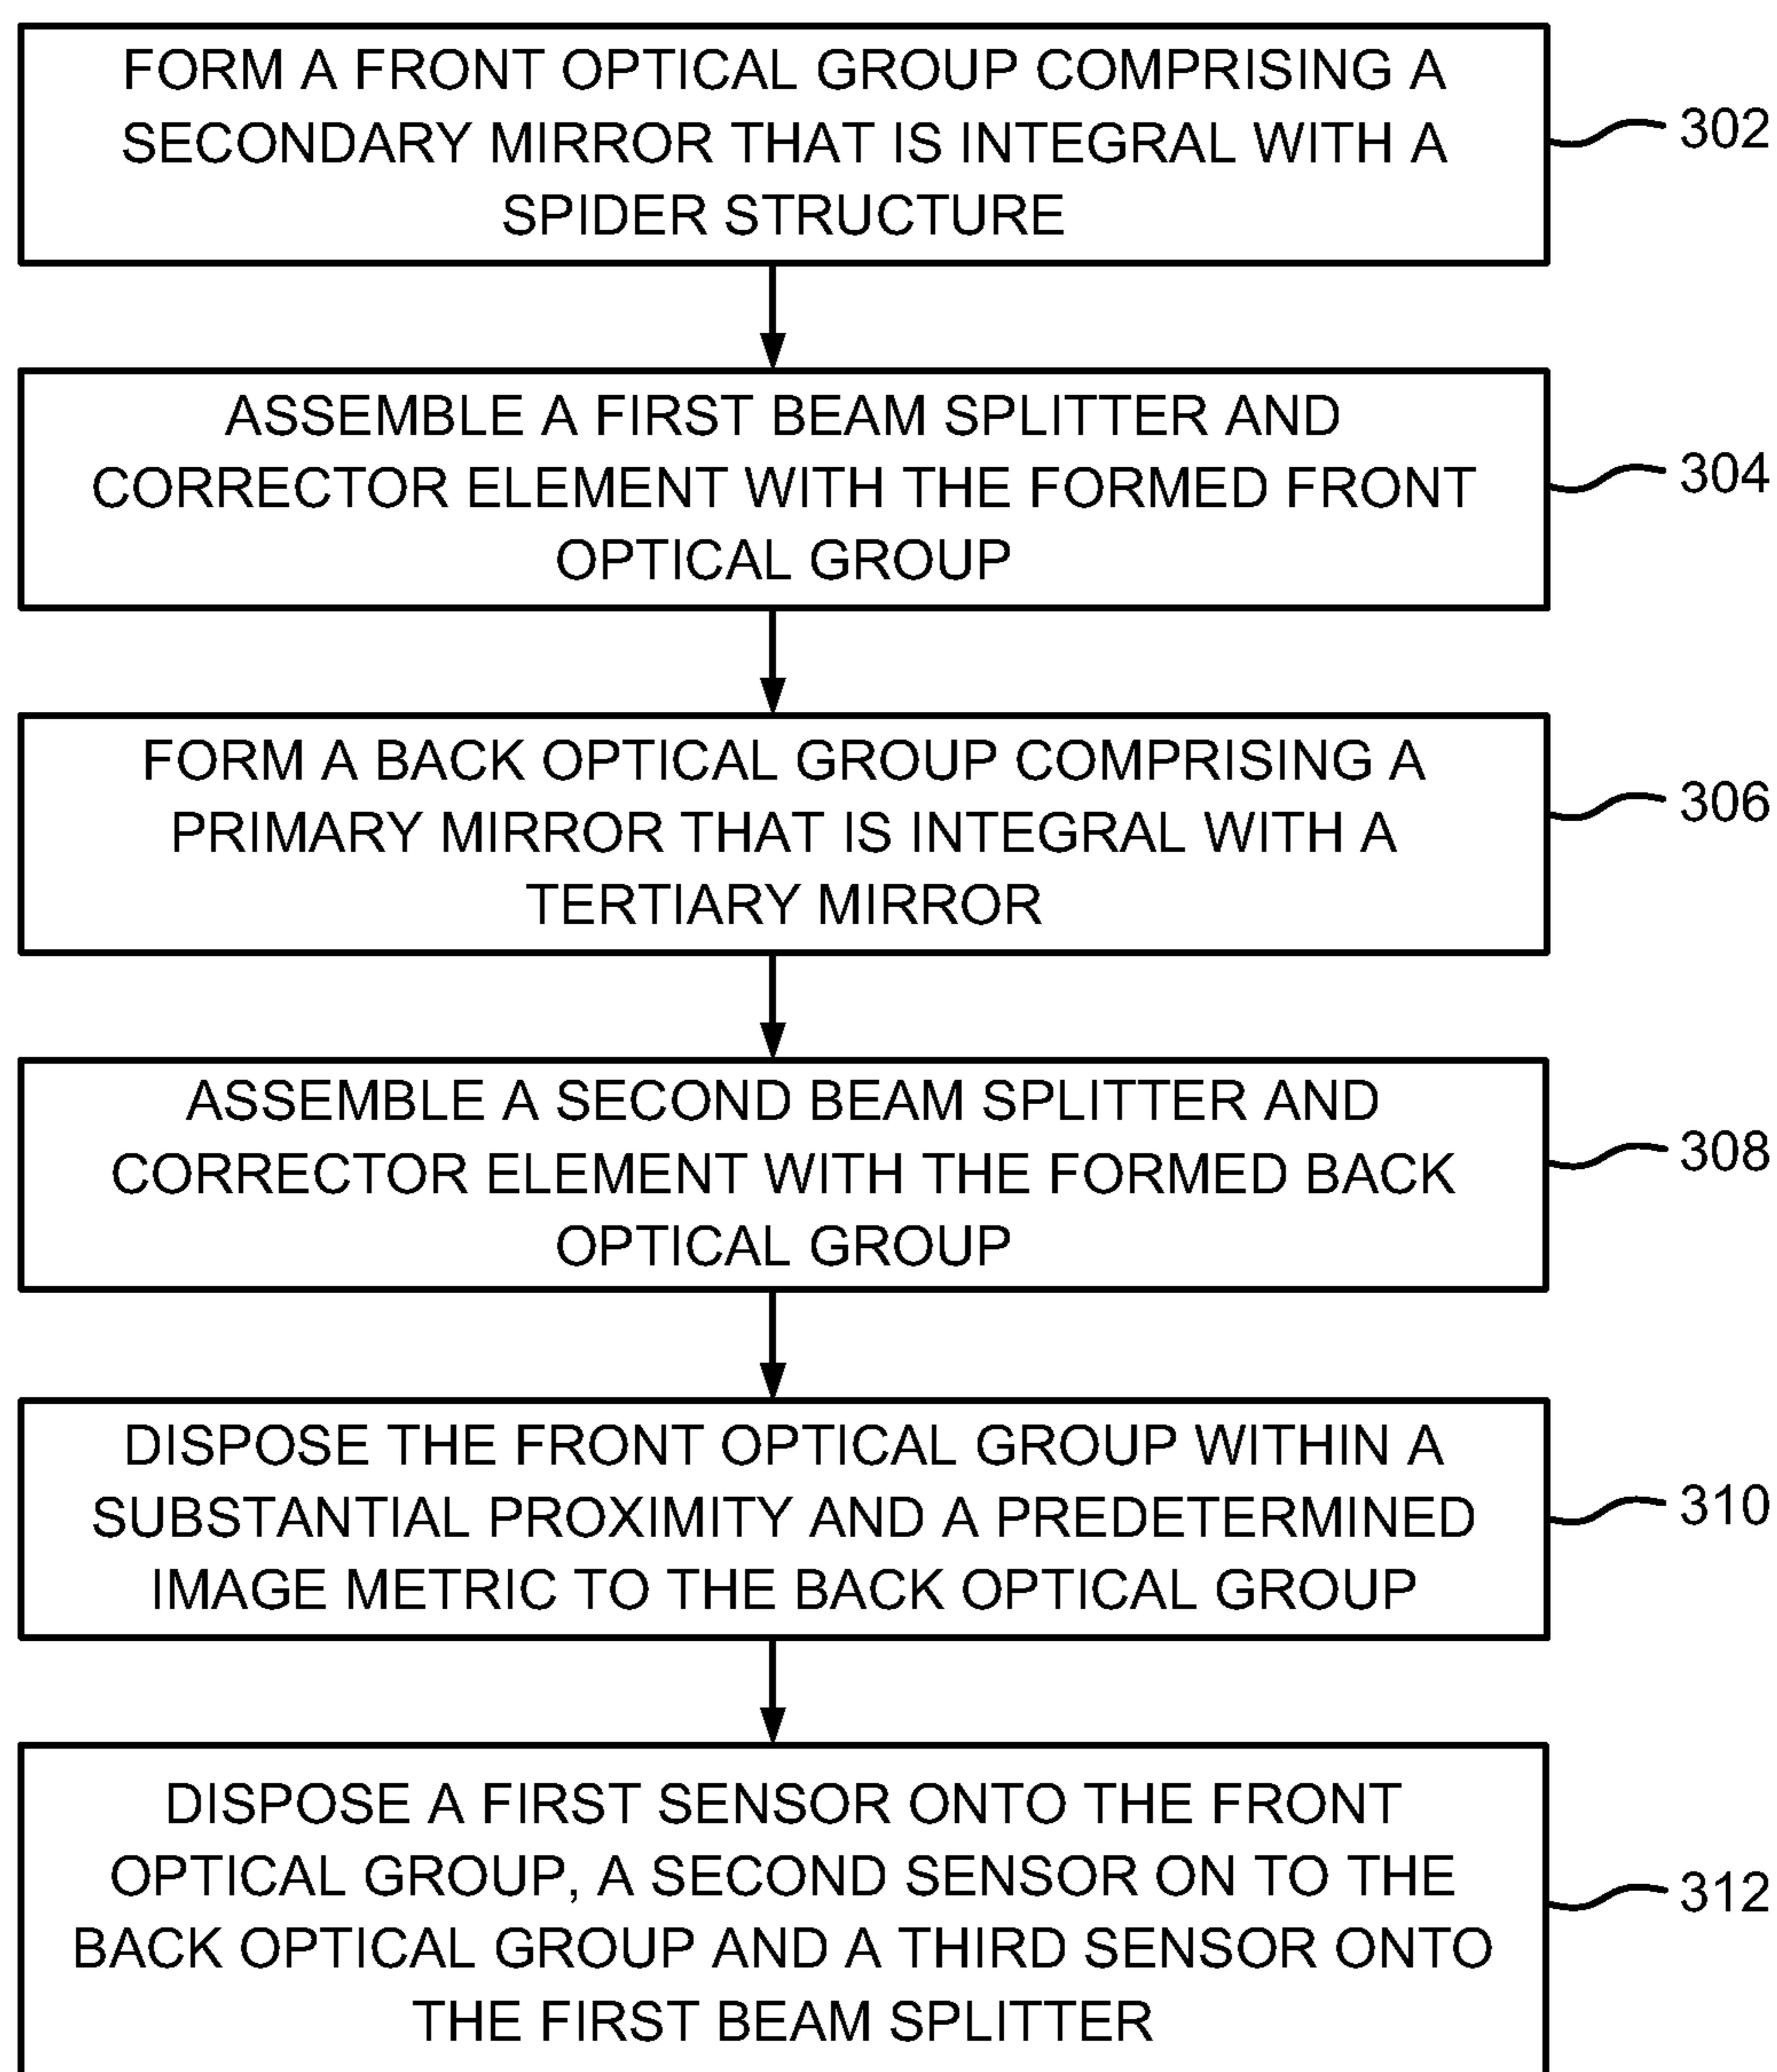 FORM A FRONT OPTICAL GROUP COMPRISING A
SECONDARY MIRROR THAT IS INTEGRAL WITH A
SPIDER STRUCTURE
302
ASSEMBLE A FIRST BEAM SPLITTER AND
CORRECTOR ELEMENT WITH THE FORMED FRONT
OPTICAL GROUP
304
FORM A BACK OPTICAL GROUP COMPRISING A
PRIMARY MIRROR THAT IS INTEGRAL WITH A
TERTIARY MIRROR
306
ASSEMBLE A SECOND BEAM SPLITTER AND
CORRECTOR ELEMENT WITH THE FORMED BACK
OPTICAL GROUP
308
DISPOSE THE FRONT OPTICAL GROUP WITHIN A
SUBSTANTIAL PROXIMITY AND A PREDETERMINED
IMAGE METRIC TO THE BACK OPTICAL GROUP
310
DISPOSE A FIRST SENSOR ONTO THE FRONT
OPTICAL GROUP, A SECOND SENSOR ON TO THE
BACK OPTICAL GROUP AND A THIRD SENSOR ONTO
THE FIRST BEAM SPLITTER
312